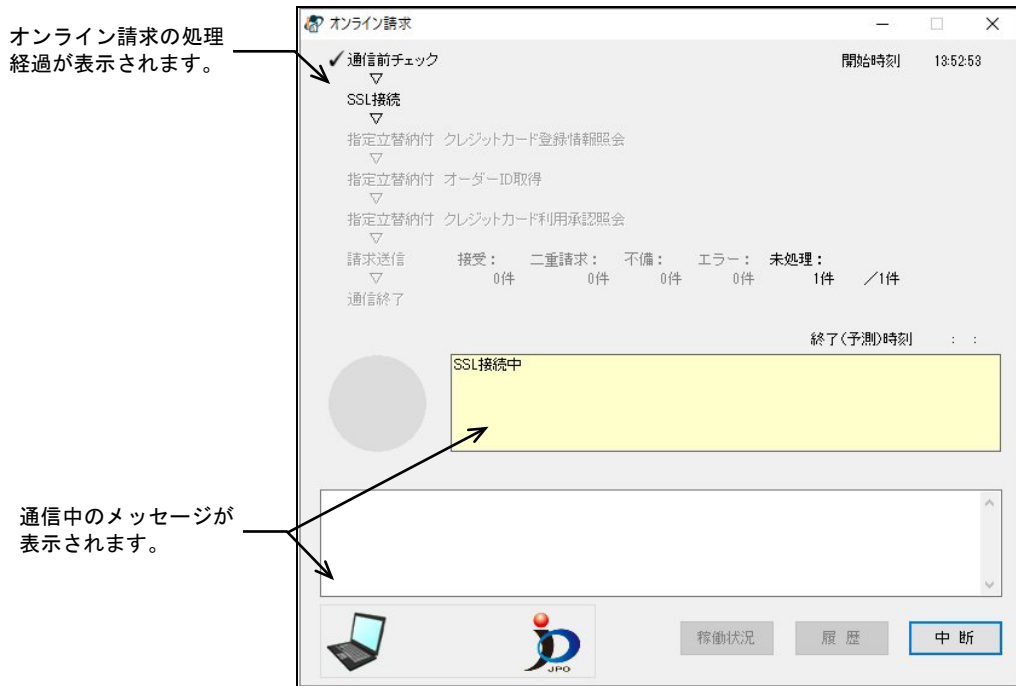 オンライン請求
オンライン請求の処理
経過が表示されます。
通信前チェック
開始時刻 13:52:53
SSL接続
指定立替納付 クレジットカード登録情報照会
指定立替納付 オーダーID取得
指定立替納付 クレジットカード利用承認照会
請求送信 接受： 二重請求： 不備： エラー： 未処理：
0件 0件 0件 0件 1件 ／1件
通信終了
終了(予測)時刻 : :
SSL接続中
通信中のメッセージが
表示されます。
JPO
稼働状況 履 歴 中 断